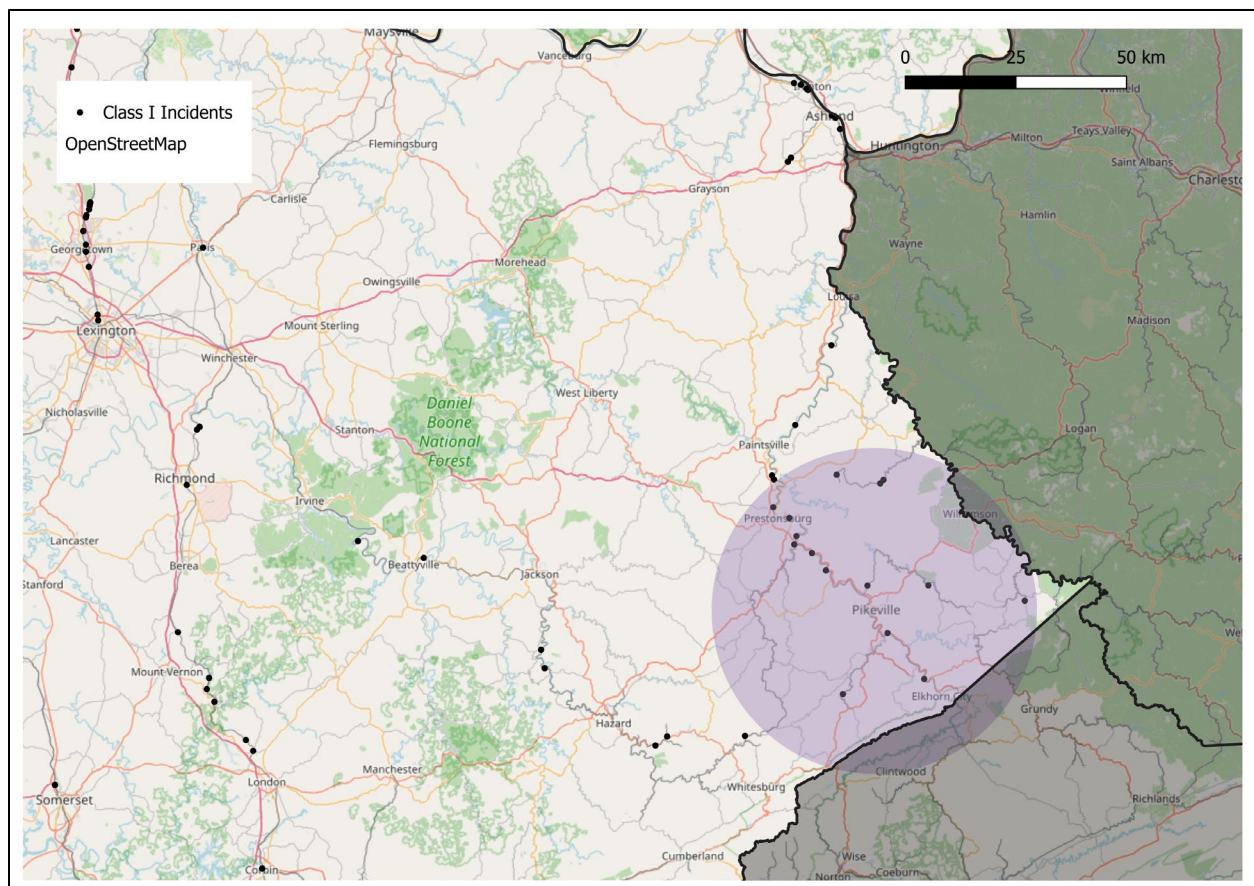 Maysville
Vanceburg
0 25 50 km
Ironton
Winfield
Class I Incidents
OpenStreetMap
Ashland
Flemingsburg
Huntington
Milton
Teays Valley
Saint Albans
Charlest
Grayson
Carlisle
Hamlin
Georgetown
Paris
Wayne
Morehead
Owingsville
Louisa
Lexington
Mount Sterling
Madison
Winchester
West Liberty
Nicholasville
Daniel
Boone
National
Forest
Stanton
Logan
Paintsville
Richmond
Irvine
Prestonsburg
Williamson
Lancaster
Berea
Beattyville
Jackson
Stanford
Pikeville
Wel
Mount Vernon
Elkhorn City
Grundy
Hazard
Manchester
London
Clintwood
Whitesburg
Somerset
Richlands
Cumberland
Wise
Corbin
Norton
Coeburn